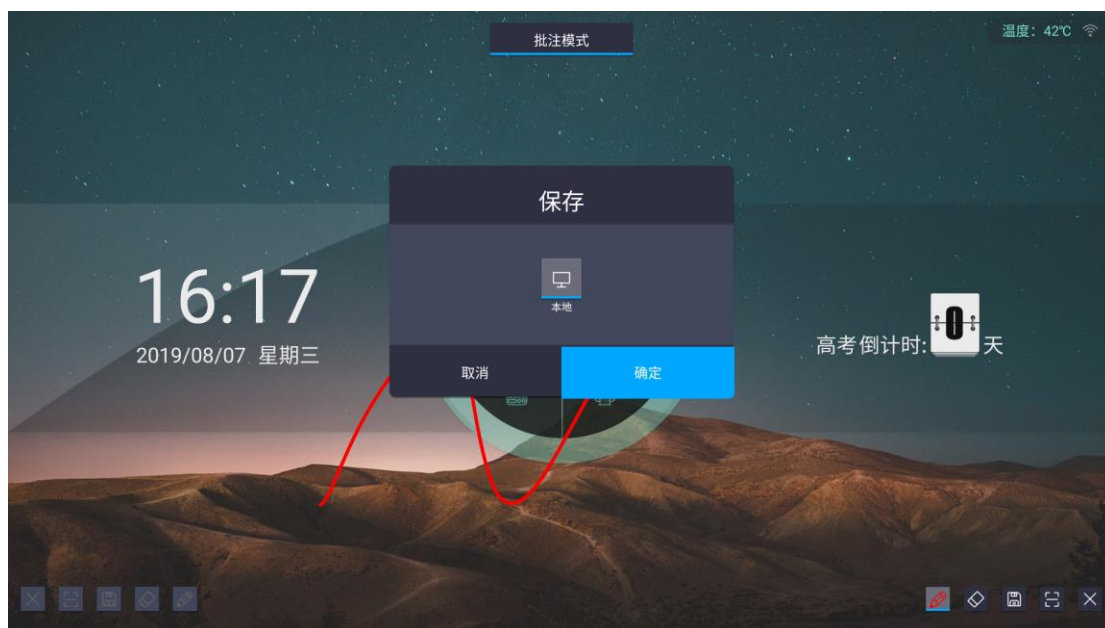 批注模式
温度：42℃
保存
本地
取消
确定
16:17
2019/08/07 星期三
高考倒计时:0天